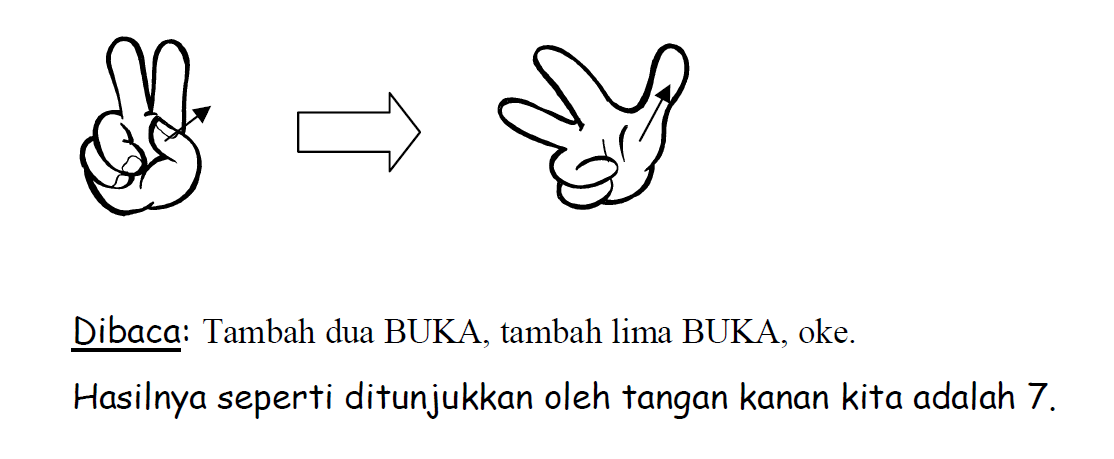 Dibaca: Tambah dua BUKA, tambah lima BUKA, oke.
Hasilnya seperti ditunjukkan oleh tangan kanan kita adalah 7.